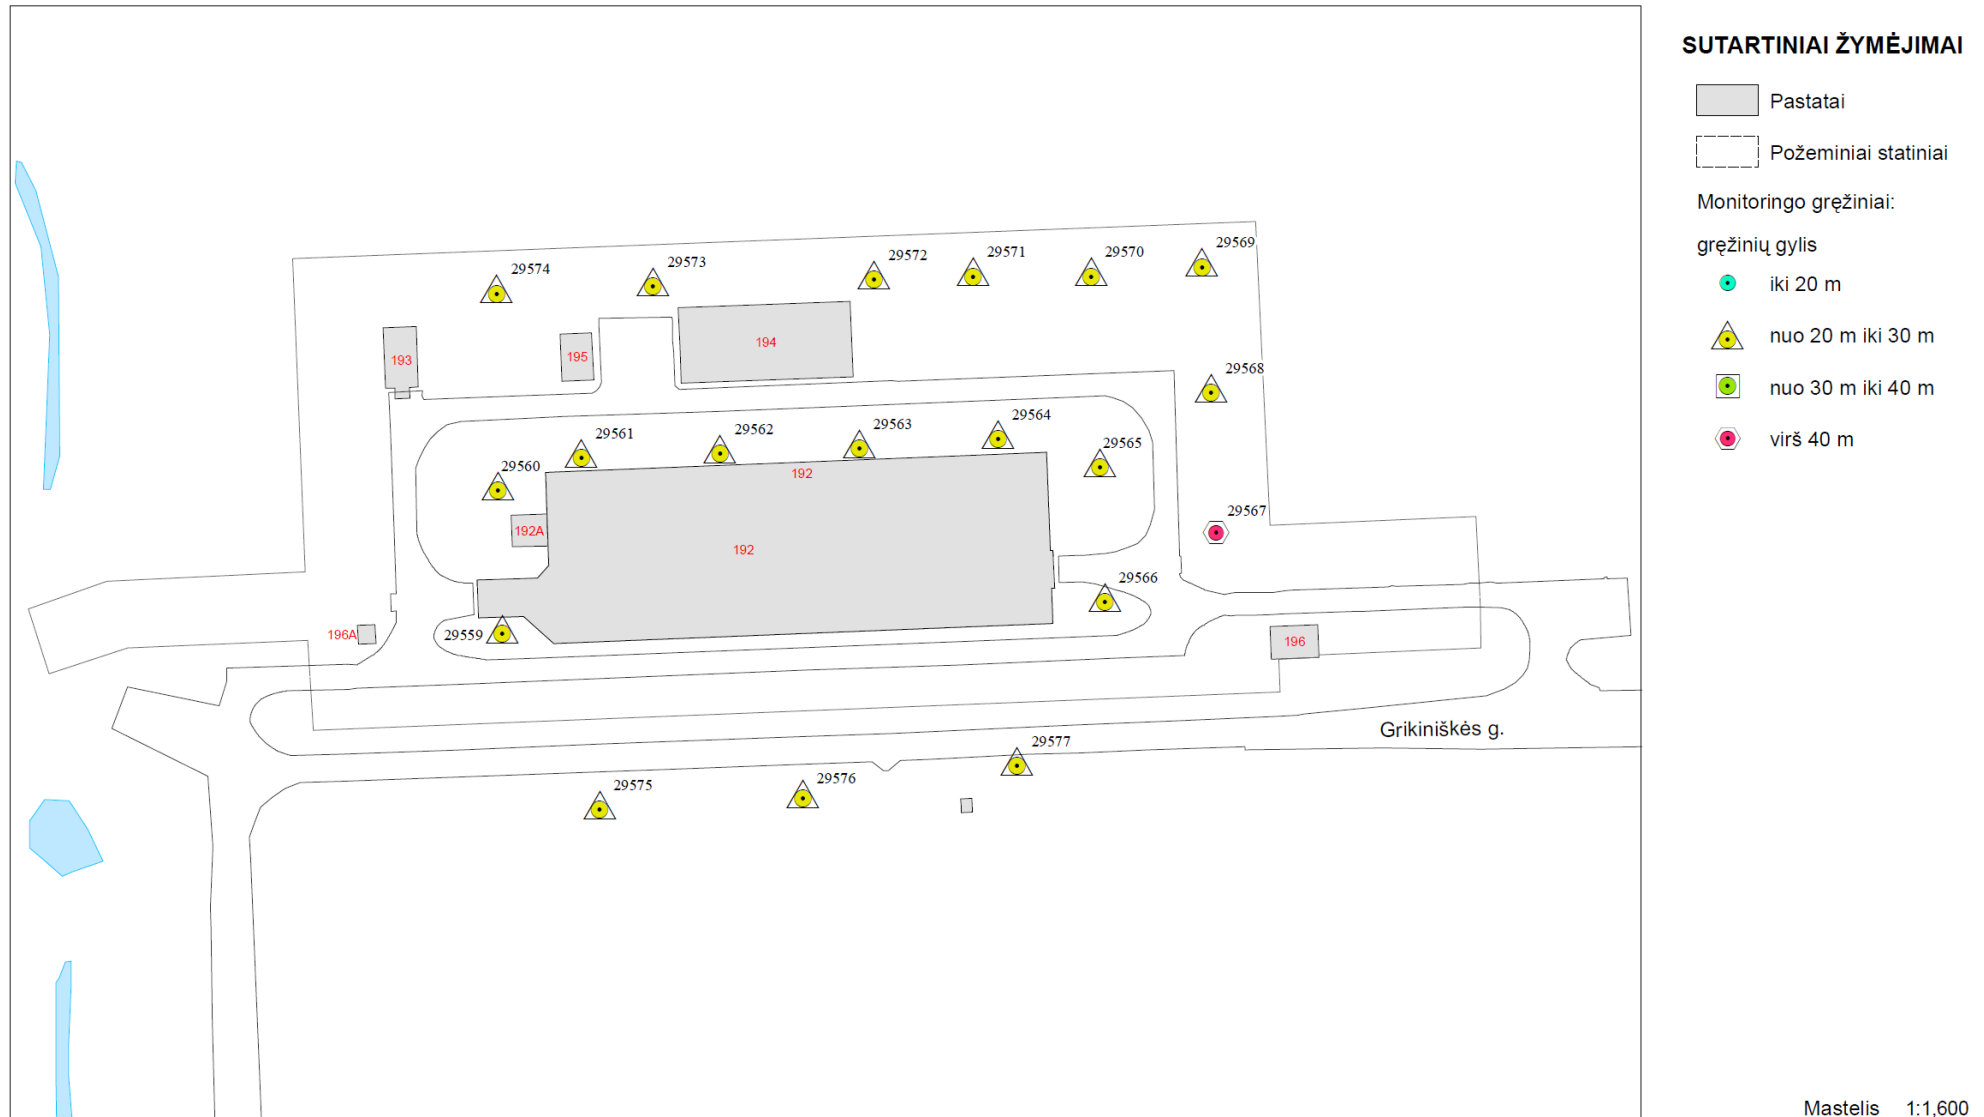 SUTARTINIAI ŽYMĖJIMAI
Pastatai
Požeminiai statiniai
Monitoringo gręžiniai:
gręžinių gylis
iki 20 m
nuo 20 m iki 30 m
nuo 30 m iki 40 m
virš 40 m
29574
29573
29572
29571
29570
29569
193
195
194
29568
29561
29562
29563
29564
29565
29560
192
192A
192
29567
29566
196A
29559
196
Grikiniškės g.
29577
29575
29576
Mastelis 1:1,600